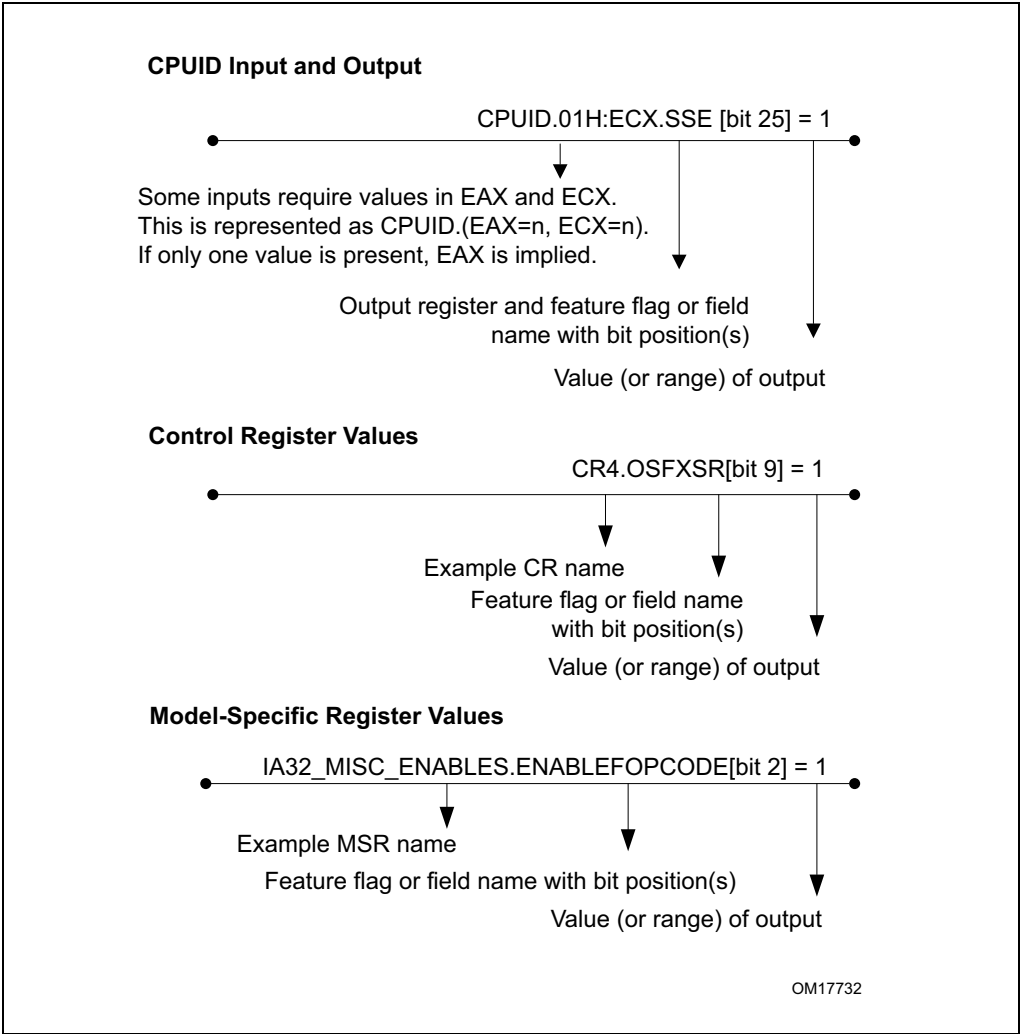 CPUID Input and Output
CPUID.01H:ECX.SSE [bit 25] = 1
Some inputs require values in EAX and ECX.
This is represented as CPUID.(EAX=n, ECX=n).
If only one value is present, EAX is implied.
Output register and feature flag or field
name with bit position(s)
Value (or range) of output
Control Register Values
CR4.OSFXSR[bit 9] = 1
Example CR name
Feature flag or field name
with bit position(s)
Value (or range) of output
Model-Specific Register Values
IA32_MISC_ENABLES.ENABLEFOPCODE[bit 2] = 1
Example MSR name
Feature flag or field name with bit position(s)
Value (or range) of output
OM17732